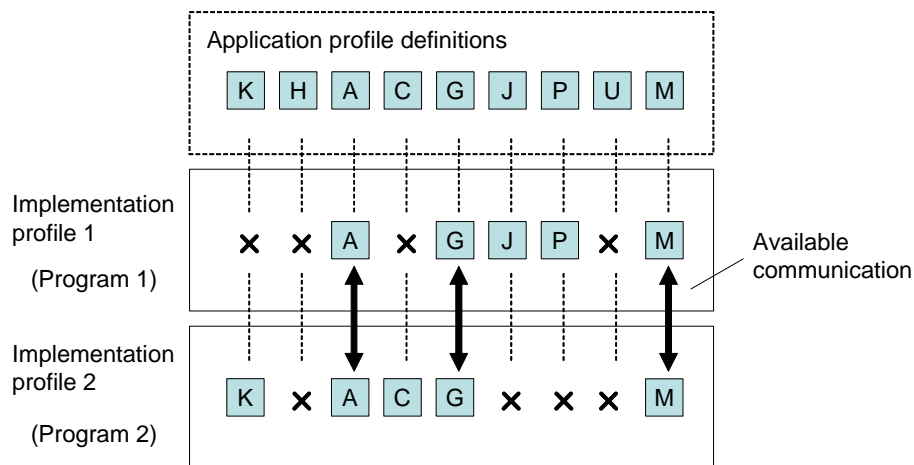 Application profile definitions
K H A C G J P U M
Implementation
profile 1
(Program 1)
A G J P M
Available
communication
Implementation
profile 2
(Program 2)
K A C G M